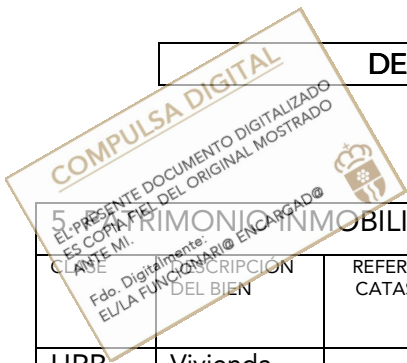 DE
COMPULSA DIGITAL
EL PRESENTE DOCUMENTO DIGITALIZADO
ES COPIA FIEL DEL ORIGINAL MOSTRADO
ANTE MI.
Fdo. Digitalmente:
EL/LA FUNCIONARI@ ENCARGAD@
5. PATRIMONIO INMOBILI
CLASE
DESCRIPCIÓN
DEL BIEN
REFER
CATAS
URB
Vivienda